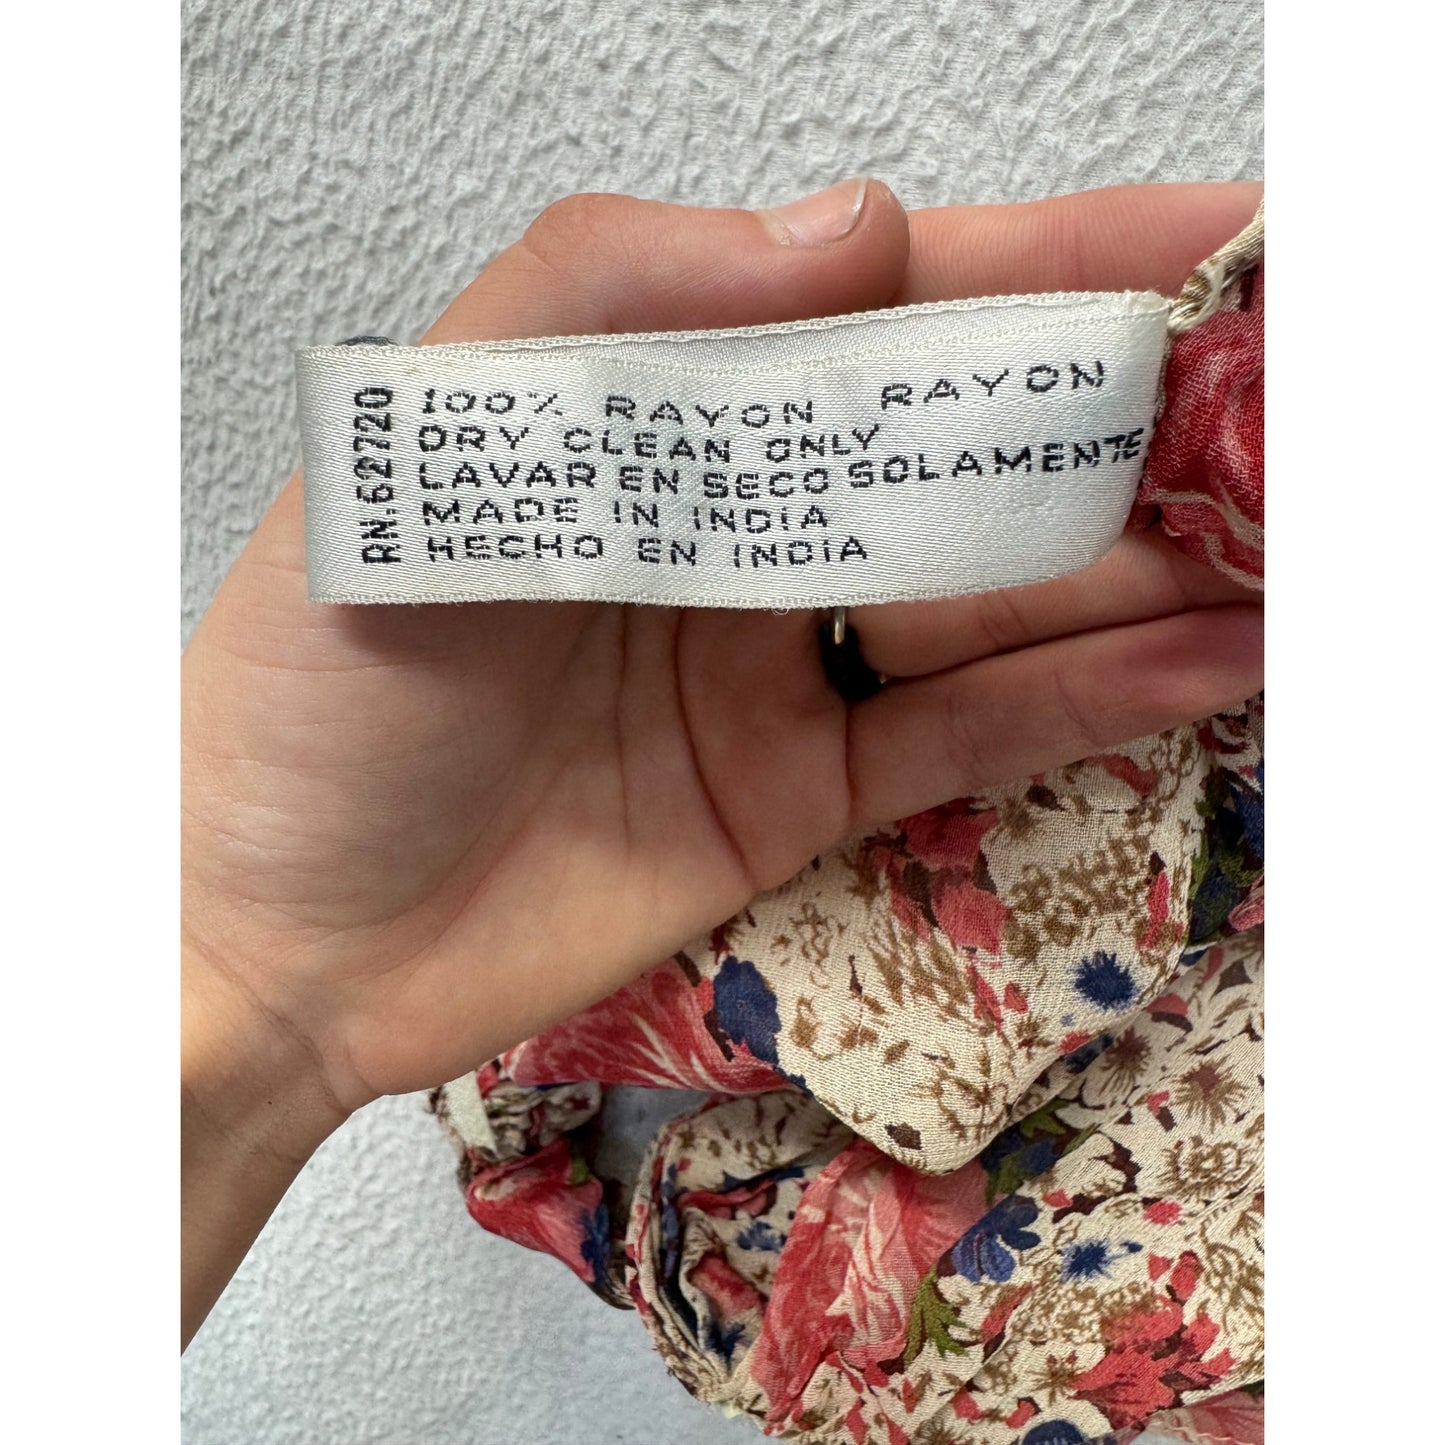 RN.62720
100% RAYON RAYON
DRY CLEAN ONLY
LAVAR EN SECO SOLAMENTE
MADE IN INDIA
HECHO EN INDIA